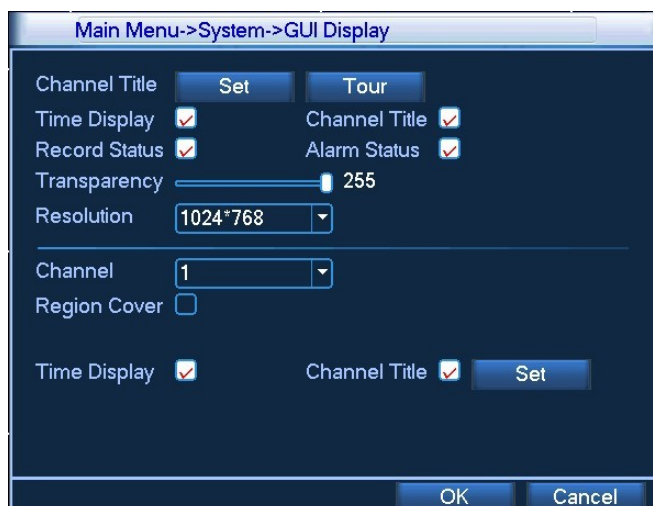 Main Menu->System->GUI Display
Channel Title Set Tour
Time Display Channel Title
Record Status Alarm Status
Transparency 255
Resolution 1024*768
Channel 1
Region Cover
Time Display Channel Title Set
OK Cancel